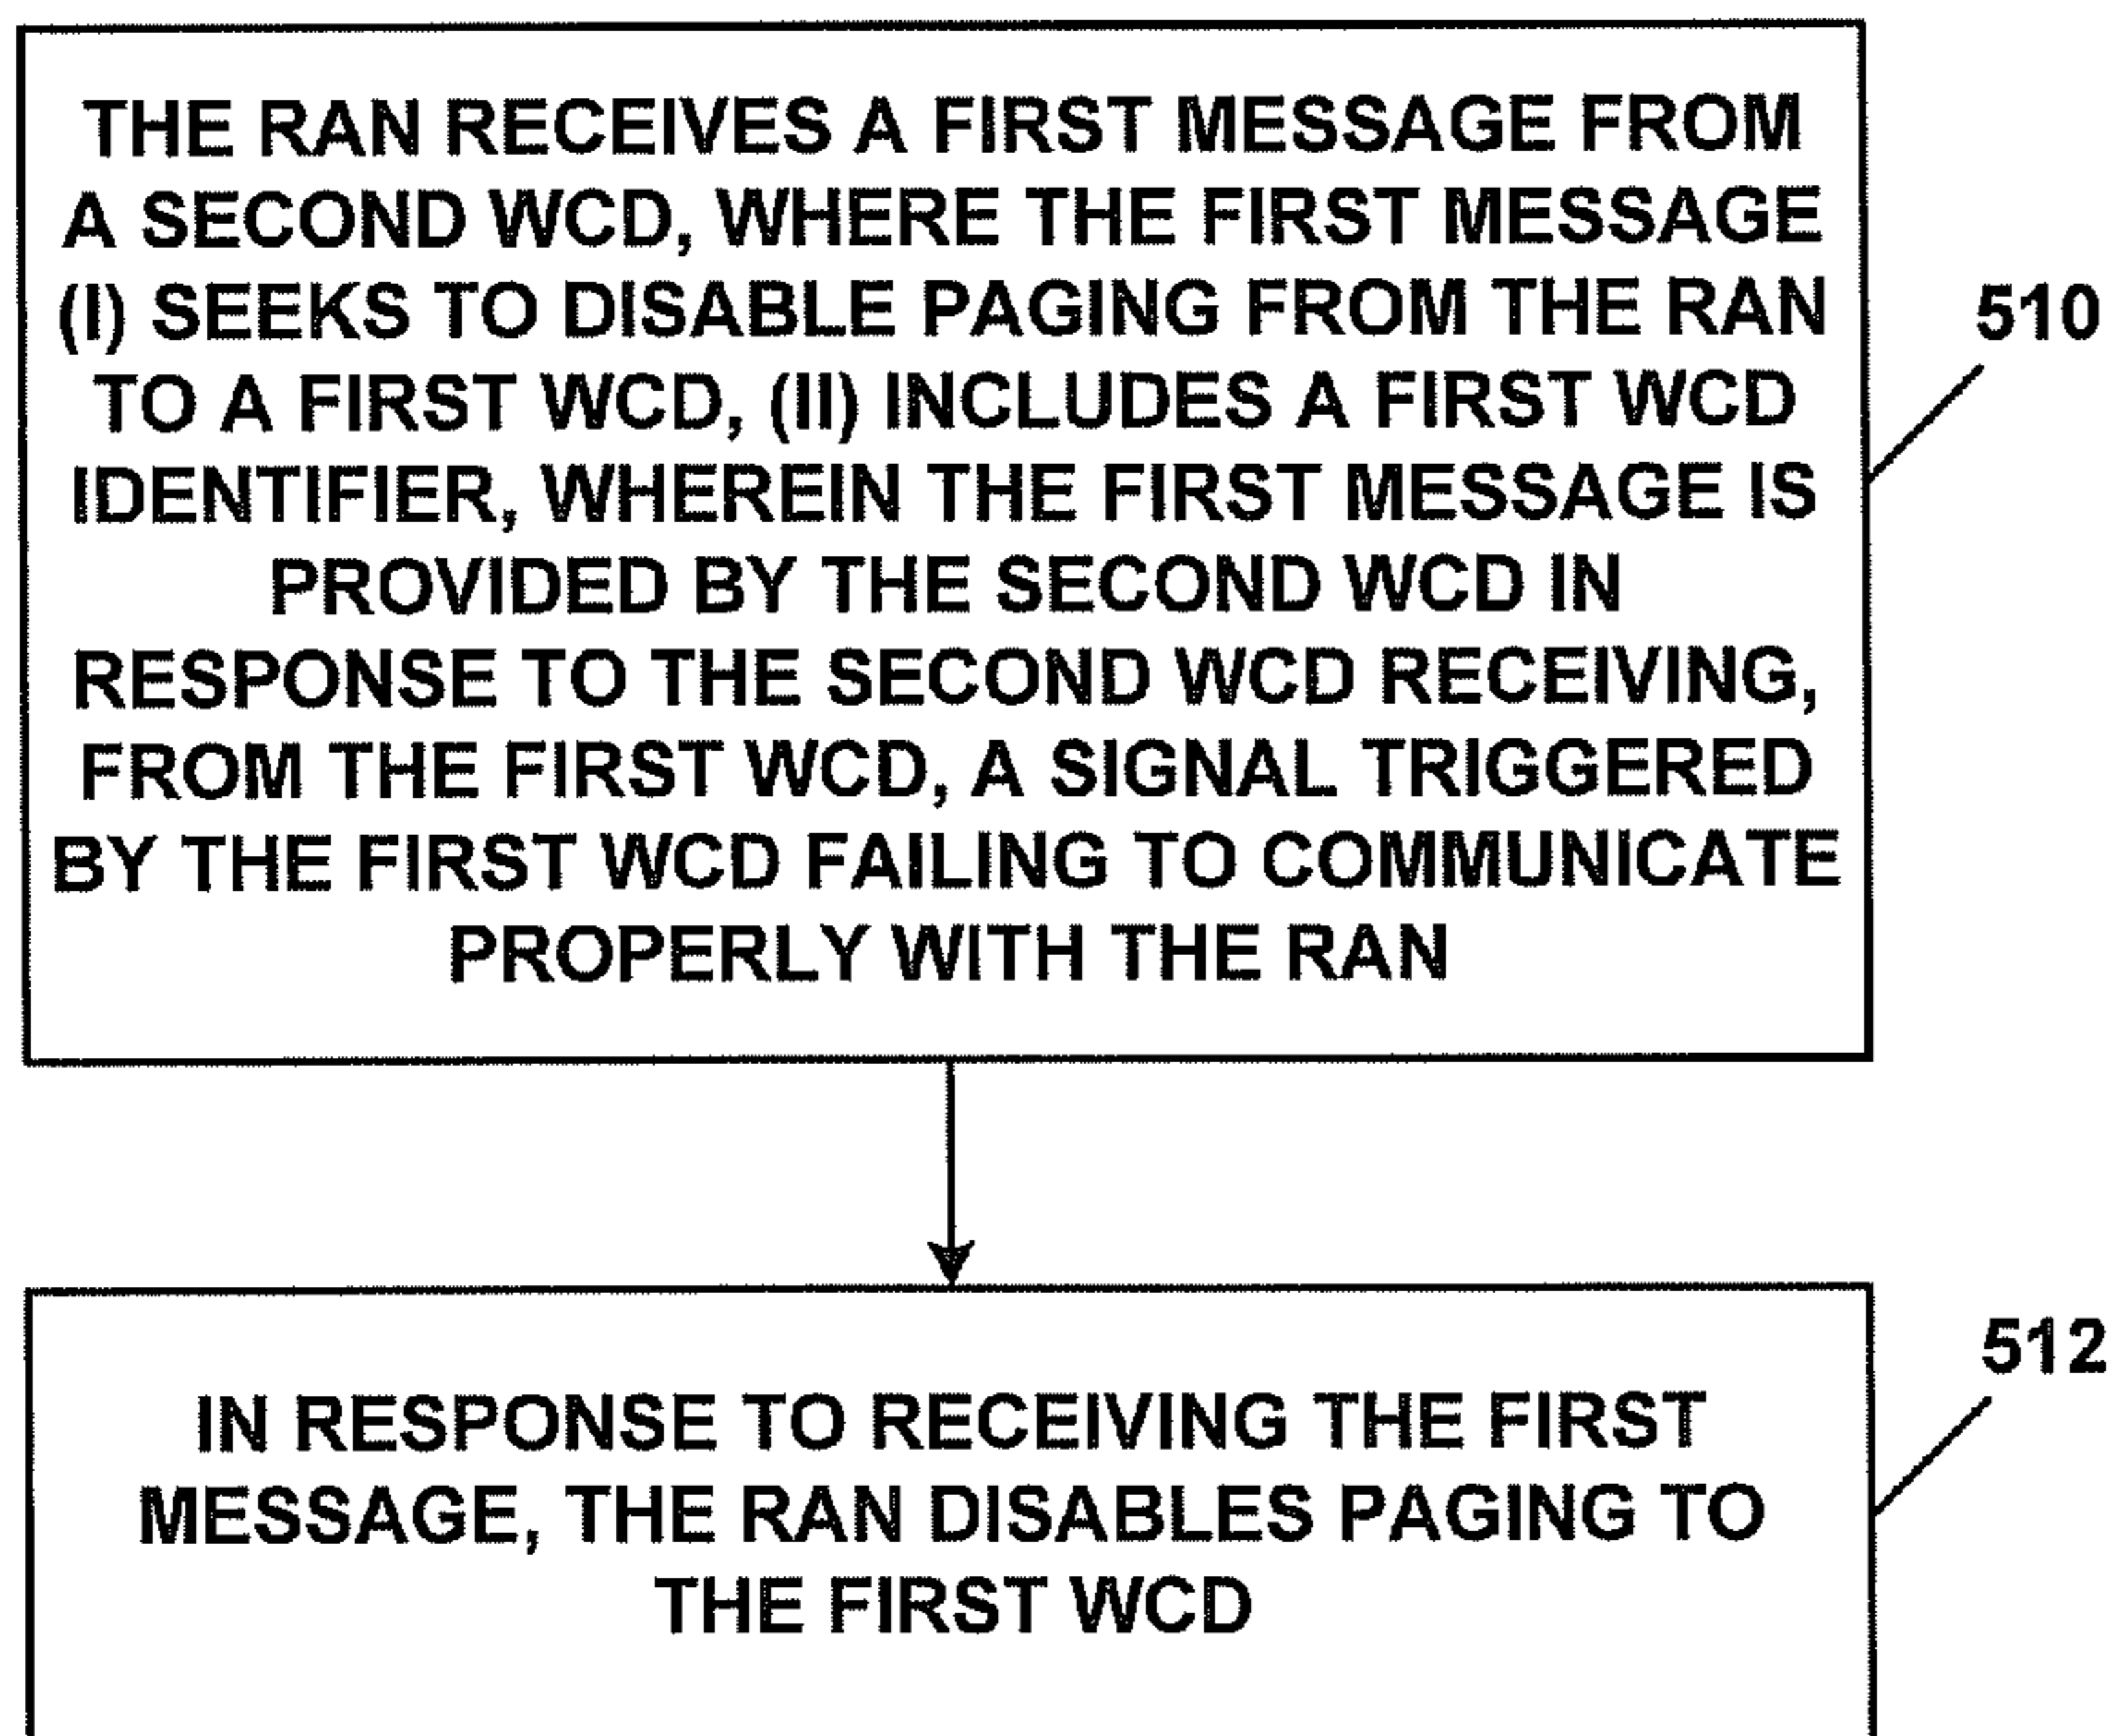 THE RAN RECEIVES A FIRST MESSAGE FROM
A SECOND WCD, WHERE THE FIRST MESSAGE
(I) SEEKS TO DISABLE PAGING FROM THE RAN
TO A FIRST WCD, (II) INCLUDES A FIRST WCD
IDENTIFIER, WHEREIN THE FIRST MESSAGE IS
PROVIDED BY THE SECOND WCD IN
RESPONSE TO THE SECOND WCD RECEIVING,
FROM THE FIRST WCD, A SIGNAL TRIGGERED
BY THE FIRST WCD FAILING TO COMMUNICATE
PROPERLY WITH THE RAN
510
IN RESPONSE TO RECEIVING THE FIRST
MESSAGE, THE RAN DISABLES PAGING TO
THE FIRST WCD
512